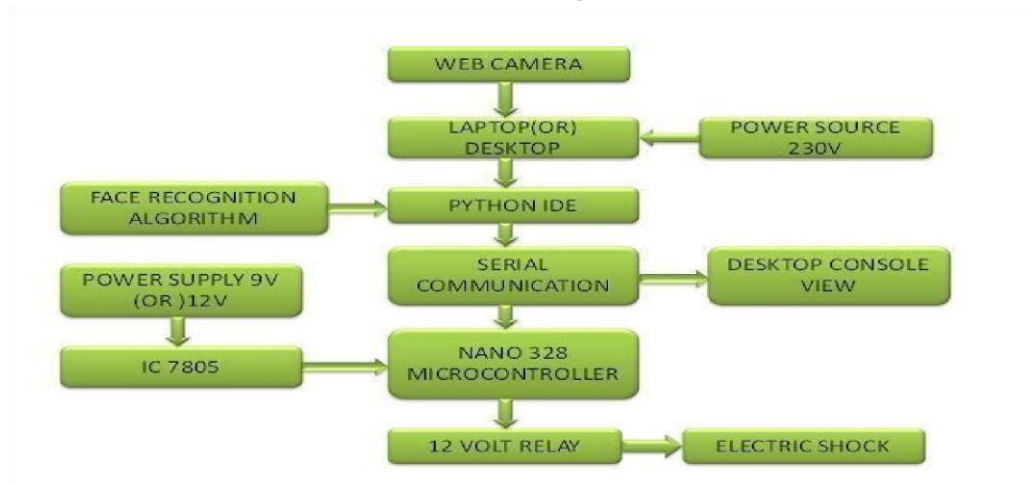 WEB CAMERA
LAPTOP(OR)
DESKTOP
POWER SOURCE
230V
FACE RECOGNITION
ALGORITHM
PYTHON IDE
SERIAL
COMMUNICATION
DESKTOP CONSOLE
VIEW
POWER SUPPLY 9V
(OR )12V
IC 7805
NANO 328
MICROCONTROLLER
12 VOLT RELAY
ELECTRIC SHOCK